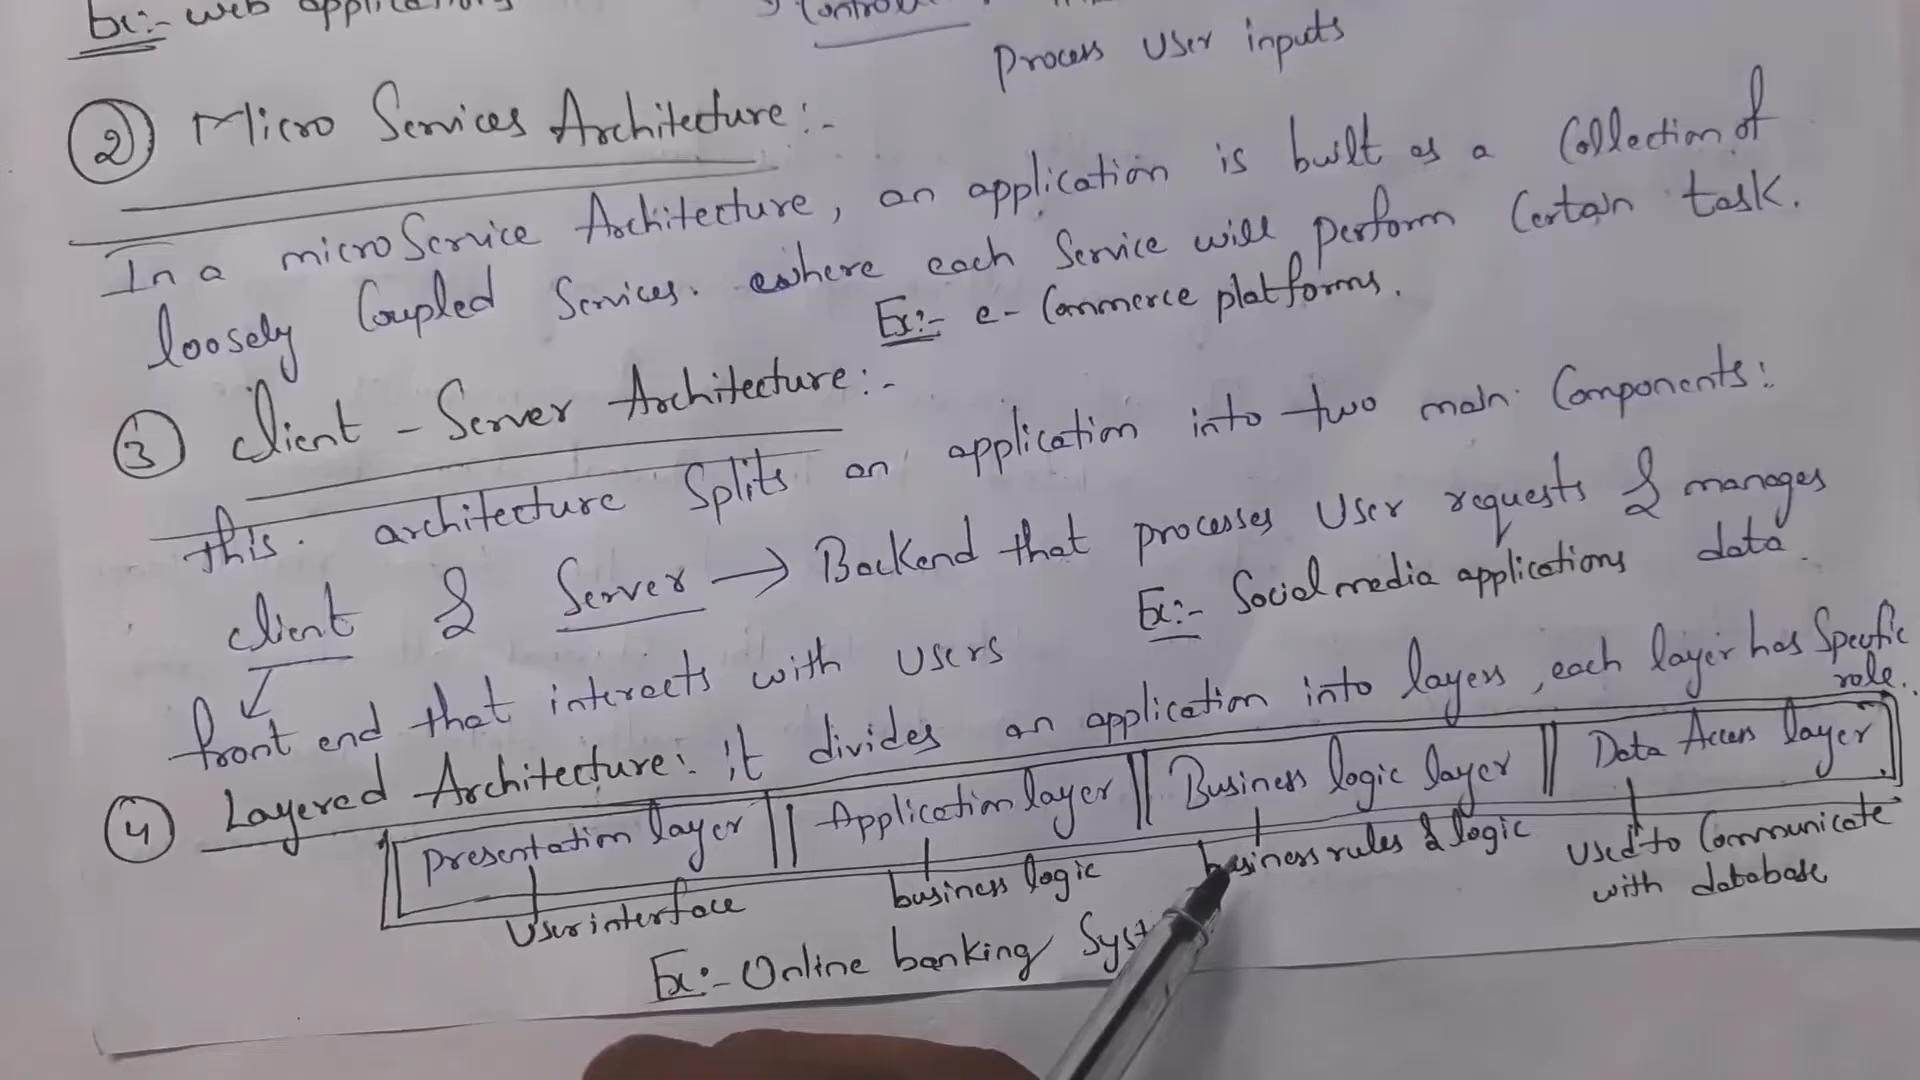 Ex:- web applications
Process User inputs
② Micro Services Architecture:-
In a microService Architecture, an application is built as a Collection of
loosely Coupled Services. where each Service will perform Certain task.
Ex:- e-Commerce platforms.
③ Client - Server Architecture:-
this architecture Splits an application into two main Components:
client & Server → Backend that processes User requests & manages
data.
Ex:- Social media applications
front end that interacts with users
④ Layered Architecture: it divides an application into layers, each layer has Specific
role.
Presentation layer || Application layer || Business logic layer || Data Access layer
User interface
business logic
business rules & logic
Used to Communicate
with database
Ex:- Online banking